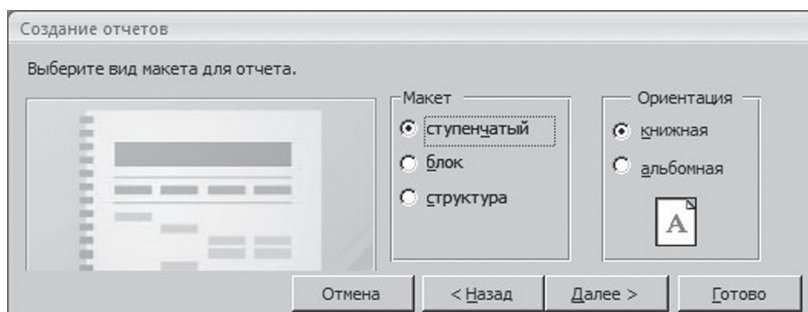 Создание отчетов
Выберите вид макета для отчета.
Макет
ступенчатый
блок
структура
Ориентация
книжная
альбомная
A
Отмена
< Назад
Далее >
Готово